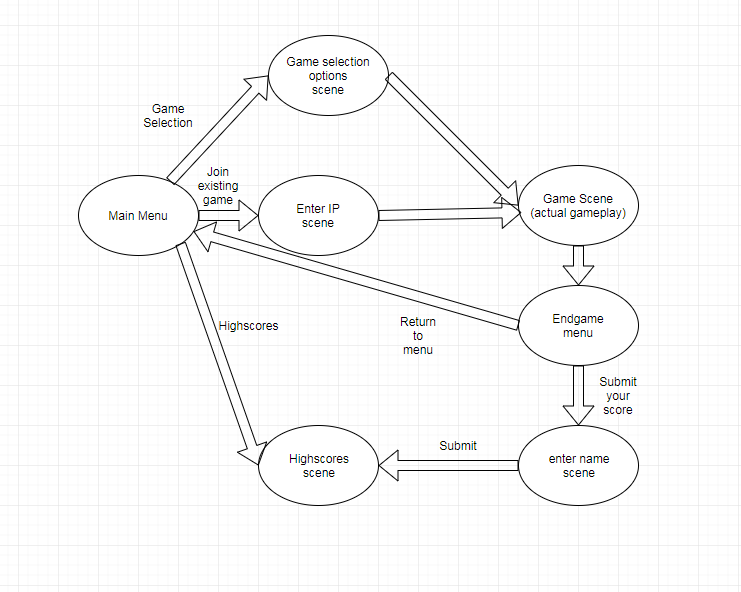 Game selection
options
scene
Game
Selection
Join
existing
game
Main Menu
Enter IP
scene
Game Scene
(actual gameplay)
Highscores
Return
to
menu
Endgame
menu
Submit
your
score
Highscores
scene
Submit
enter name
scene